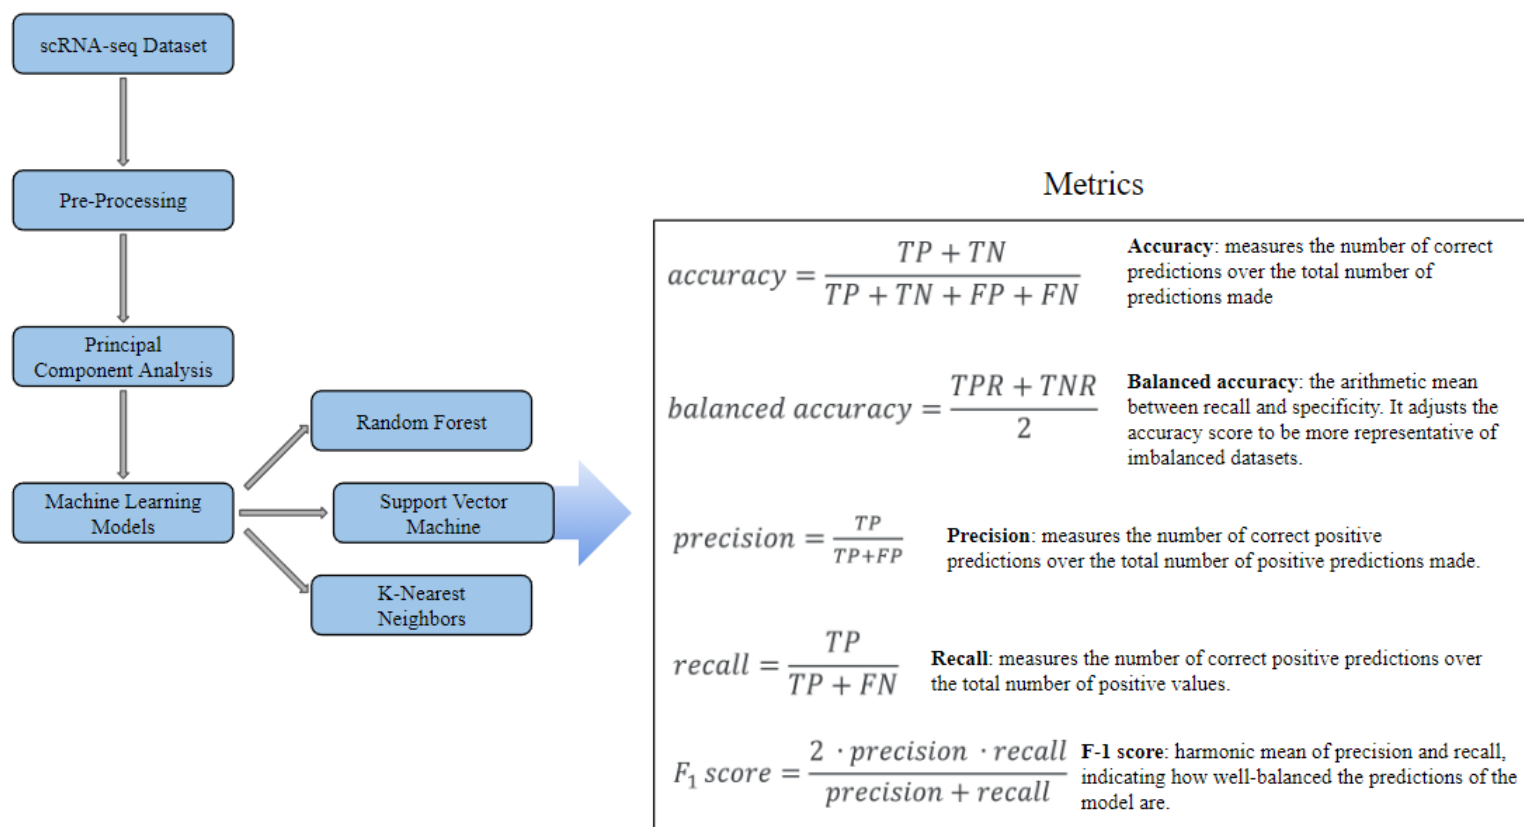 scRNA-seq Dataset
Pre-Processing
Principal
Component Analysis
Machine Learning
Models
Random Forest
Support Vector
Machine
K-Nearest
Neighbors
Metrics
accuracy = (TP + TN) / (TP + TN + FP + FN)
Accuracy: measures the number of correct
predictions over the total number of
predictions made
balanced accuracy = (TPR + TNR) / 2
Balanced accuracy: the arithmetic mean
between recall and specificity. It adjusts the
accuracy score to be more representative of
imbalanced datasets.
precision = TP / (TP+FP)
Precision: measures the number of correct positive
predictions over the total number of positive predictions made.
recall = TP / (TP + FN)
Recall: measures the number of correct positive predictions over
the total number of positive values.
F₁ score = (2 · precision · recall) / (precision + recall)
F-1 score: harmonic mean of precision and recall,
indicating how well-balanced the predictions of the
model are.